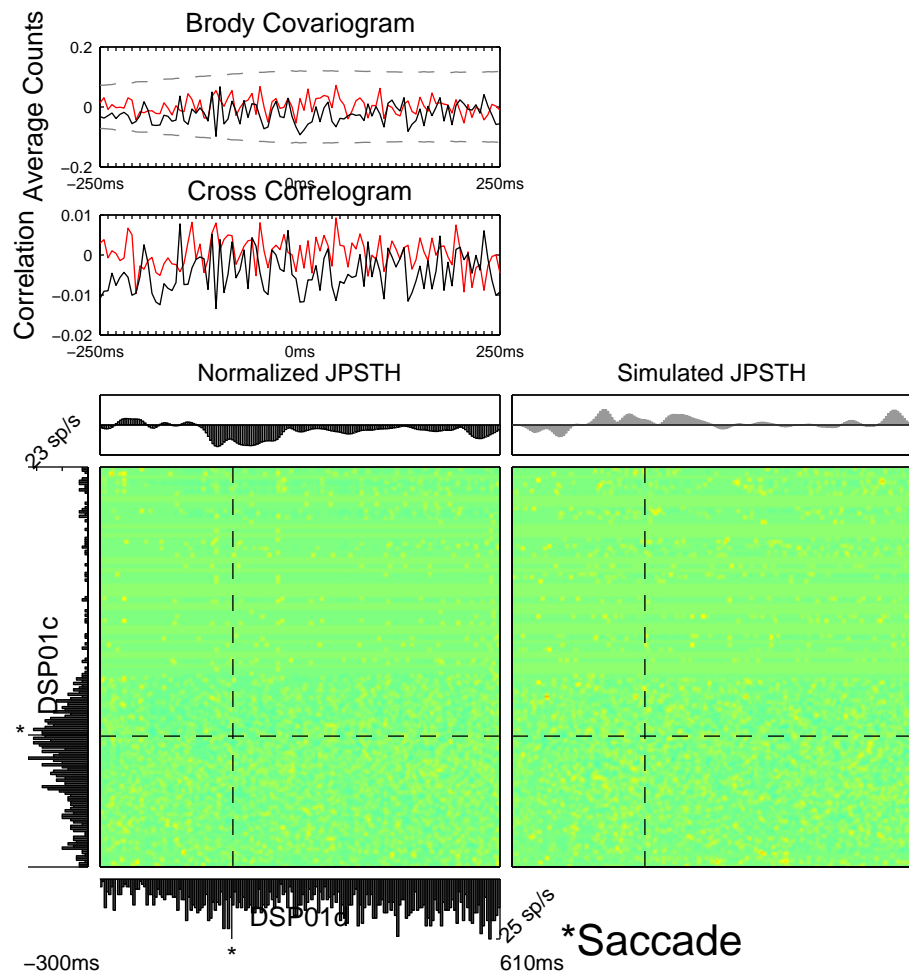 Brody Covariogram
Average Counts
0.2
0
−0.2
−250ms
0ms
250ms
Cross Correlogram
Correlation
0.01
0
−0.01
−0.02
−250ms
0ms
250ms
Normalized JPSTH
Simulated JPSTH
23 sp/s
DSP01c
*
DSP01d
25 sp/s
*
*Saccade
−300ms
610ms